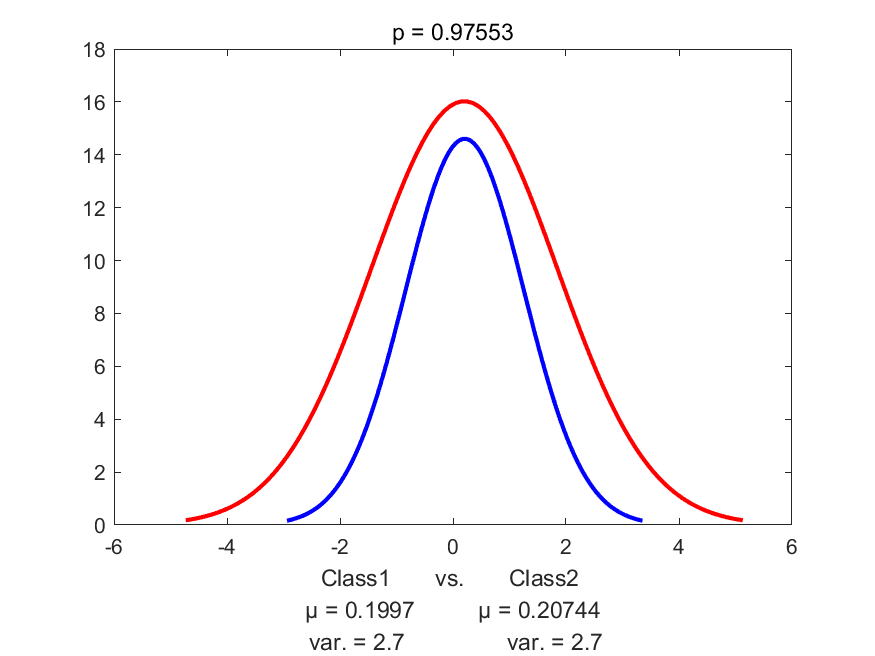 p = 0.97553
18
16
14
12
10
8
6
4
2
0
-6 -4 -2 0 2 4 6
Class1 vs. Class2
μ = 0.1997 μ = 0.20744
var. = 2.7 var. = 2.7